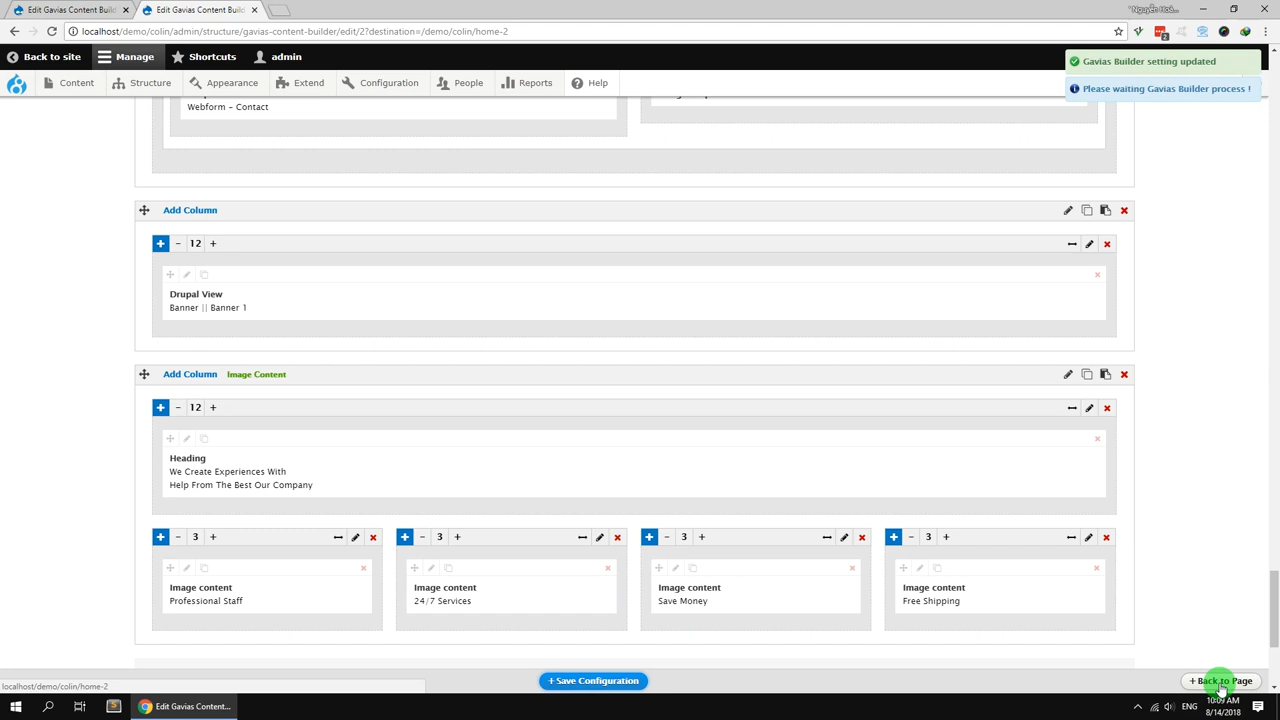 Edit Gavias Content Buil
Edit Gavias Content Buil
localhost/demo/colin/admin/structure/gavias-content-builder/edit/2?destination=/demo/colin/home-2
Back to site
Manage
Shortcuts
admin
Content
Structure
Appearance
Extend
Configuration
People
Reports
Help
Gavias Builder setting updated
Please waiting Gavias Builder process !
Webform – Contact
Add Column
12
Drupal View
Banner || Banner 1
Add Column Image Content
12
Heading
We Create Experiences With
Help From The Best Our Company
3
3
3
3
Image content
Professional Staff
Image content
24/7 Services
Image content
Save Money
Image content
Free Shipping
localhost/demo/colin/home-2
+ Save Configuration
+ Back to Page
Edit Gavias Content...
ENG
10:09 AM
8/14/2018